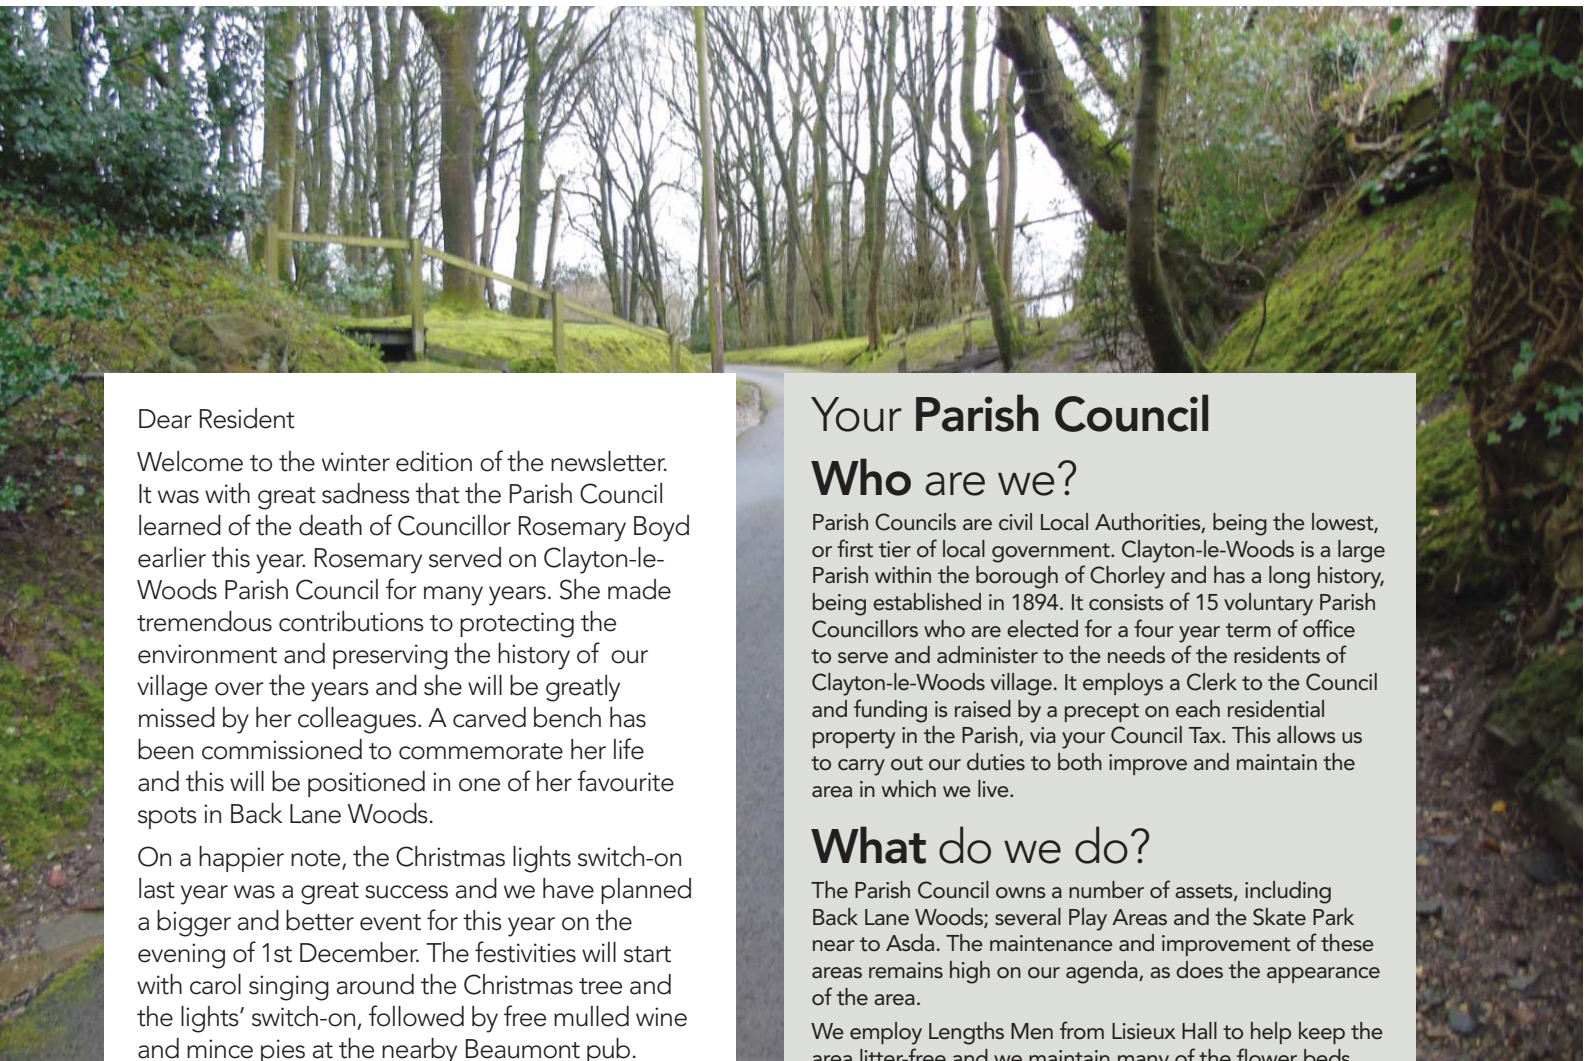 Dear Resident
Welcome to the winter edition of the newsletter.
It was with great sadness that the Parish Council
learned of the death of Councillor Rosemary Boyd
earlier this year. Rosemary served on Clayton-le-
Woods Parish Council for many years. She made
tremendous contributions to protecting the
environment and preserving the history of our
village over the years and she will be greatly
missed by her colleagues. A carved bench has
been commissioned to commemorate her life
and this will be positioned in one of her favourite
spots in Back Lane Woods.
On a happier note, the Christmas lights switch-on
last year was a great success and we have planned
a bigger and better event for this year on the
evening of 1st December. The festivities will start
with carol singing around the Christmas tree and
the lights’ switch-on, followed by free mulled wine
and mince pies at the nearby Beaumont pub.
Your Parish Council
Who are we?
Parish Councils are civil Local Authorities, being the lowest,
or first tier of local government. Clayton-le-Woods is a large
Parish within the borough of Chorley and has a long history,
being established in 1894. It consists of 15 voluntary Parish
Councillors who are elected for a four year term of office
to serve and administer to the needs of the residents of
Clayton-le-Woods village. It employs a Clerk to the Council
and funding is raised by a precept on each residential
property in the Parish, via your Council Tax. This allows us
to carry out our duties to both improve and maintain the
area in which we live.
What do we do?
The Parish Council owns a number of assets, including
Back Lane Woods; several Play Areas and the Skate Park
near to Asda. The maintenance and improvement of these
areas remains high on our agenda, as does the appearance
of the area.
We employ Lengths Men from Lisieux Hall to help keep the
area litter-free and we maintain many of the flower beds